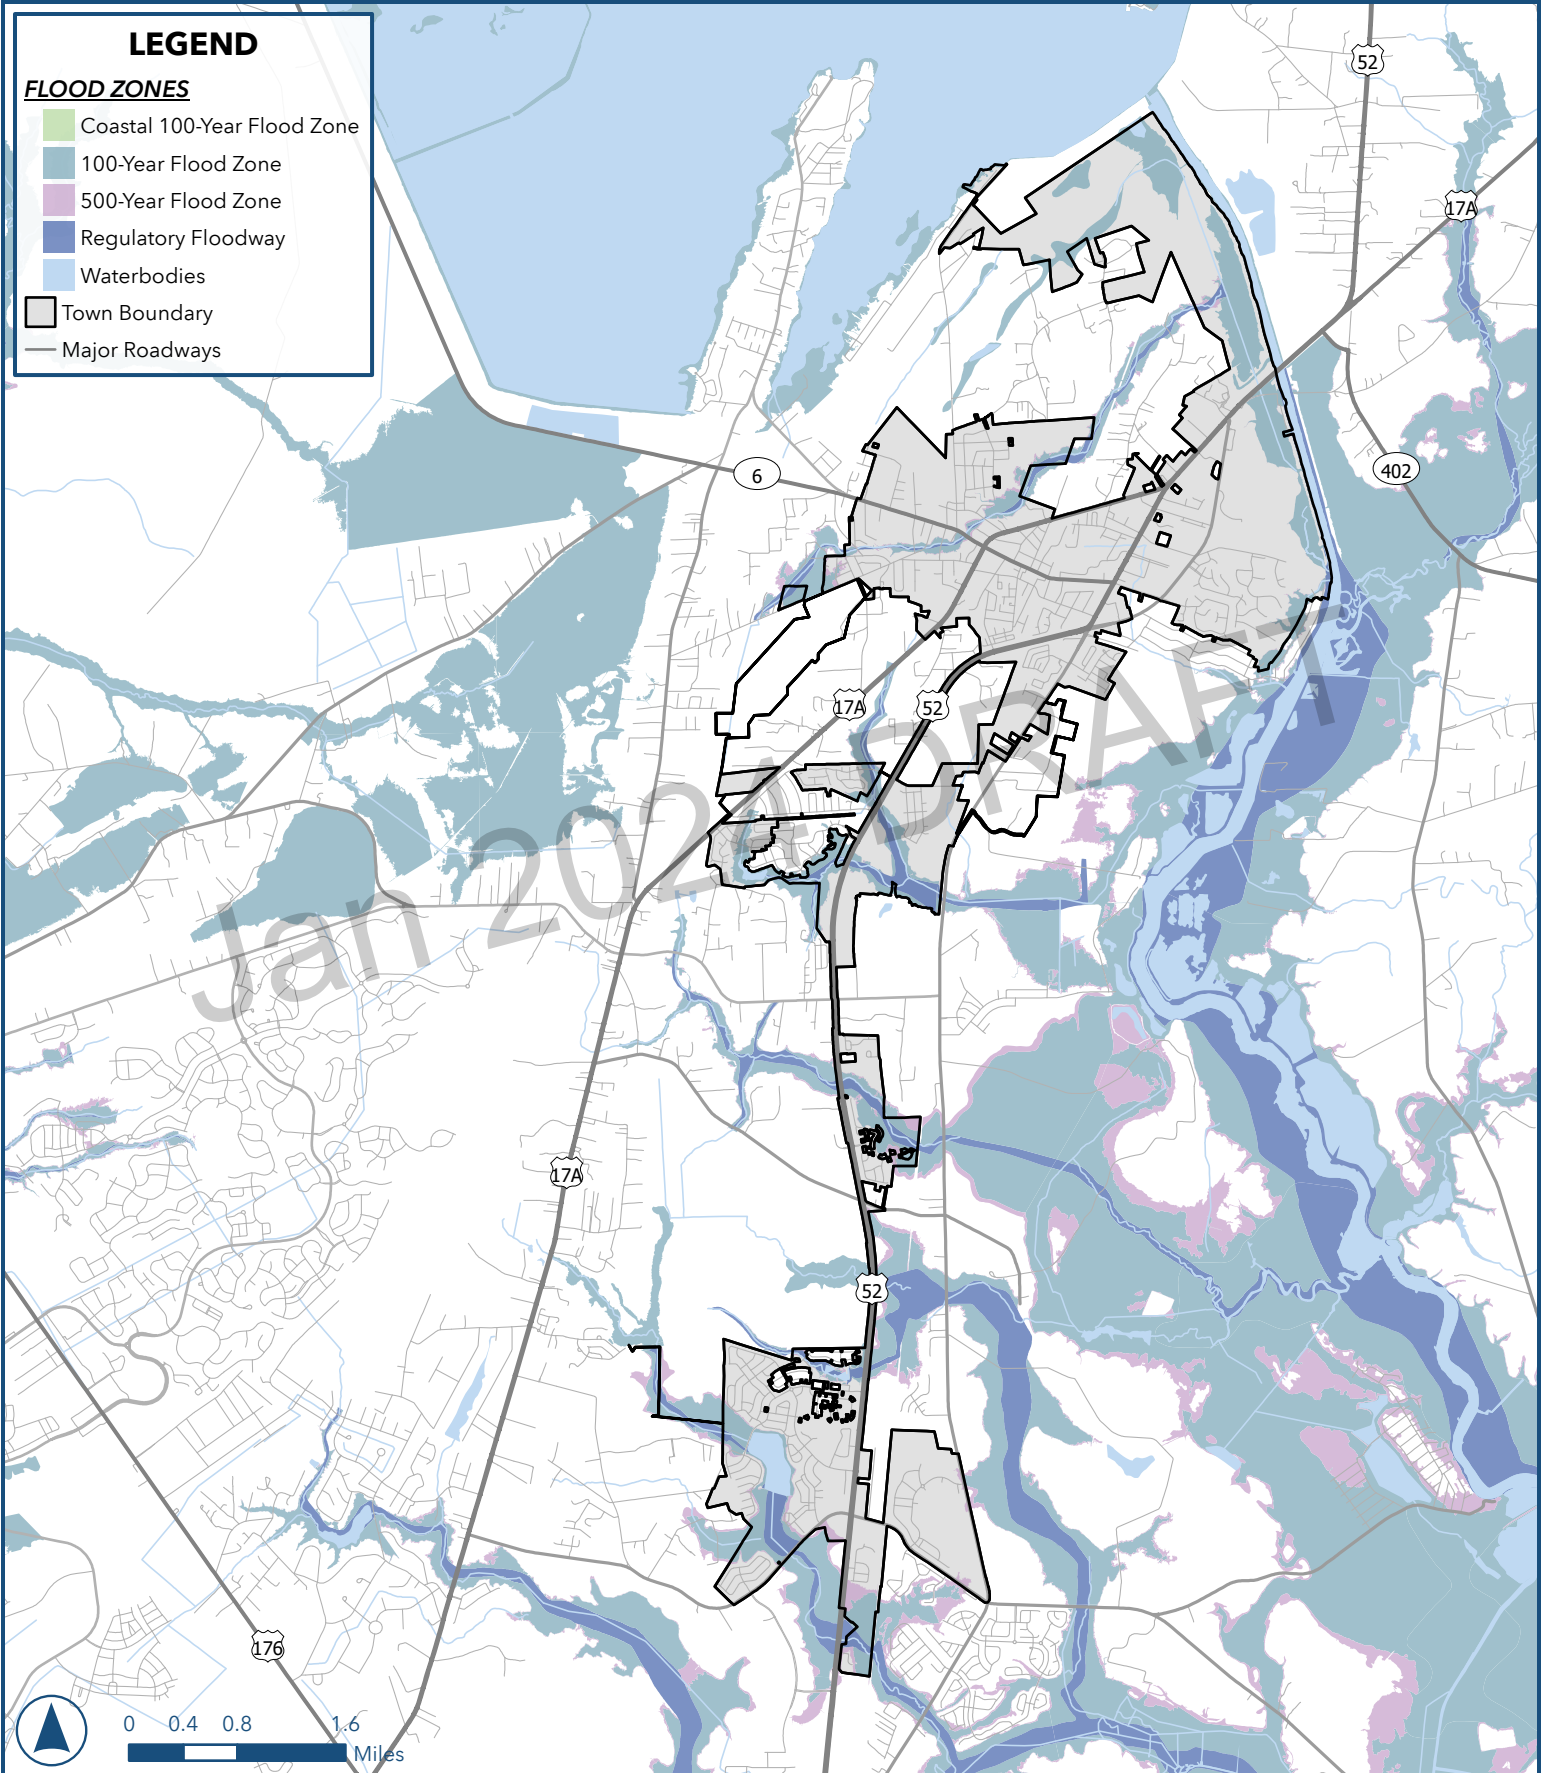 LEGEND
FLOOD ZONES
Coastal 100-Year Flood Zone
100-Year Flood Zone
500-Year Flood Zone
Regulatory Floodway
Waterbodies
Town Boundary
Major Roadways
52
17A
6
402
17A
52
Jan 2024 DRAFT
17A
52
176
0 0.4 0.8 1.6
Miles